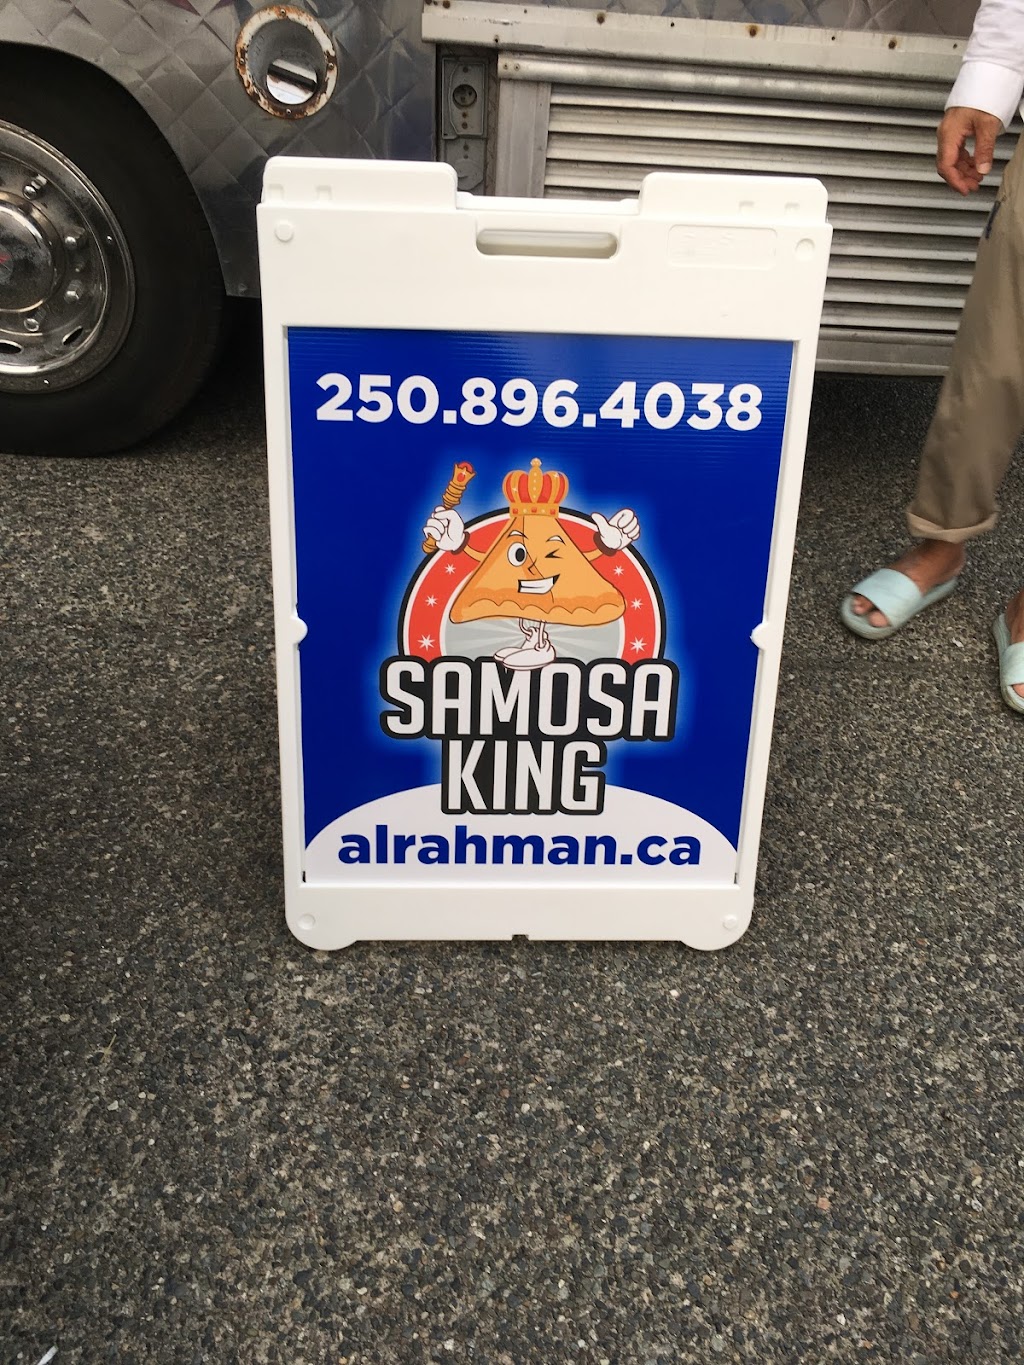 250.896.4038
SAMOSA
KING
alrahman.ca